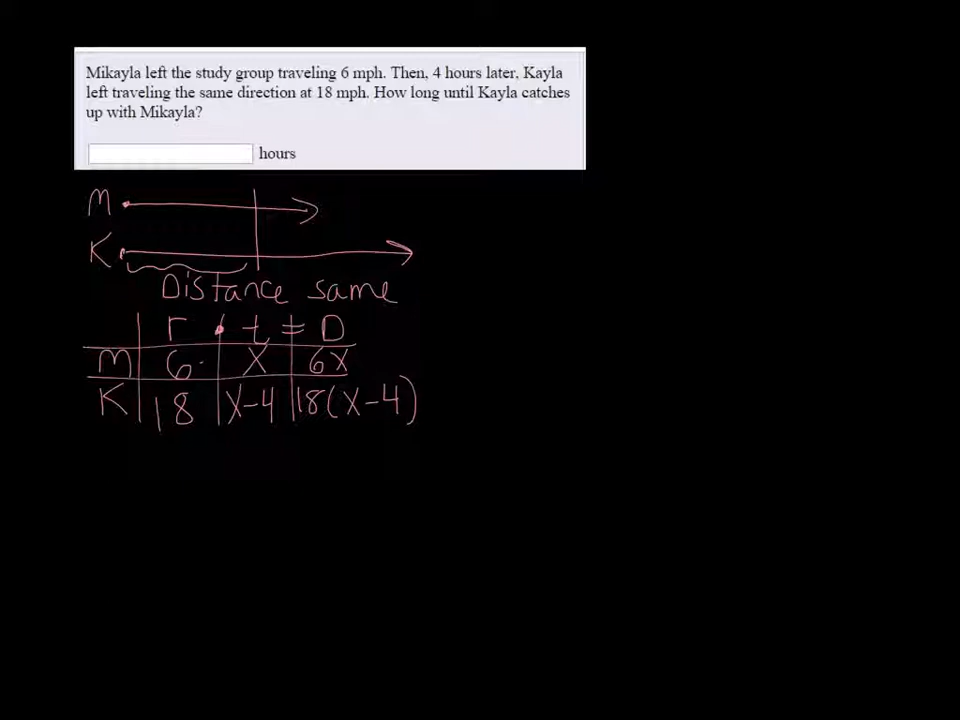 Mikayla left the study group traveling 6 mph. Then, 4 hours later, Kayla
left traveling the same direction at 18 mph. How long until Kayla catches
up with Mikayla?
hours
M
K
Distance same
r • t = D
M 6 · X 6X
K 18 X-4 18(X-4)